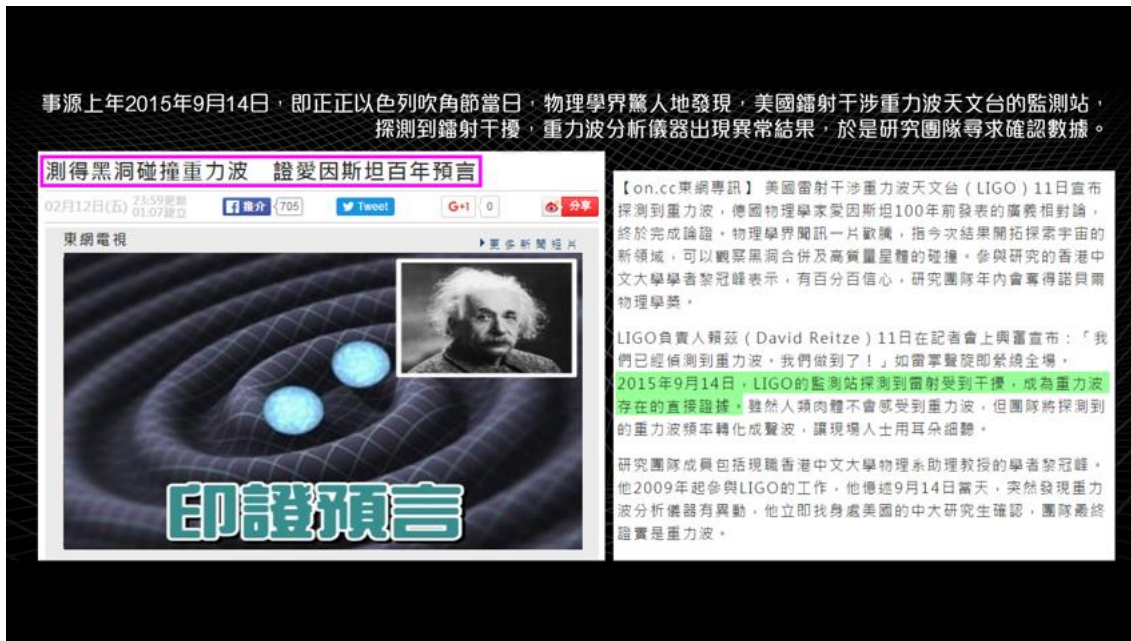 事源上年2015年9月14日，即正正以色列吹角節當日，物理學界驚人地發現，美國鐳射干涉重力波天文台的監測站，
探測到鐳射干擾，重力波分析儀器出現異常結果，於是研究團隊尋求確認數據。
測得黑洞碰撞重力波　證愛因斯坦百年預言
02月12日(五) 23:59更新
01:07建立
推介 705
Tweet
G+1 0
分享
東網電視
更多新聞短片
印證預言
【on.cc東網專訊】 美國雷射干涉重力波天文台（LIGO）11日宣布
探測到重力波，德國物理學家愛因斯坦100年前發表的廣義相對論，
終於完成論證。物理學界聞訊一片歡騰，指今次結果開拓探索宇宙的
新領域，可以觀察黑洞合併及高質量星體的碰撞。參與研究的香港中
文大學學者黎冠峰表示，有百分百信心，研究團隊年內會奪得諾貝爾
物理學獎。
LIGO負責人賴茲（David Reitze）11日在記者會上興奮宣布：「我
們已經偵測到重力波。我們做到了！」如雷掌聲旋即縈繞全場。
2015年9月14日，LIGO的監測站探測到雷射受到干擾，成為重力波
存在的直接證據。雖然人類肉體不會感受到重力波，但團隊將探測到
的重力波頻率轉化成聲波，讓現場人士用耳朵細聽。
研究團隊成員包括現職香港中文大學物理系助理教授的學者黎冠峰。
他2009年起參與LIGO的工作，他憶述9月14日當天，突然發現重力
波分析儀器有異動，他立即找身處美國的中大研究生確認，團隊最終
證實是重力波。